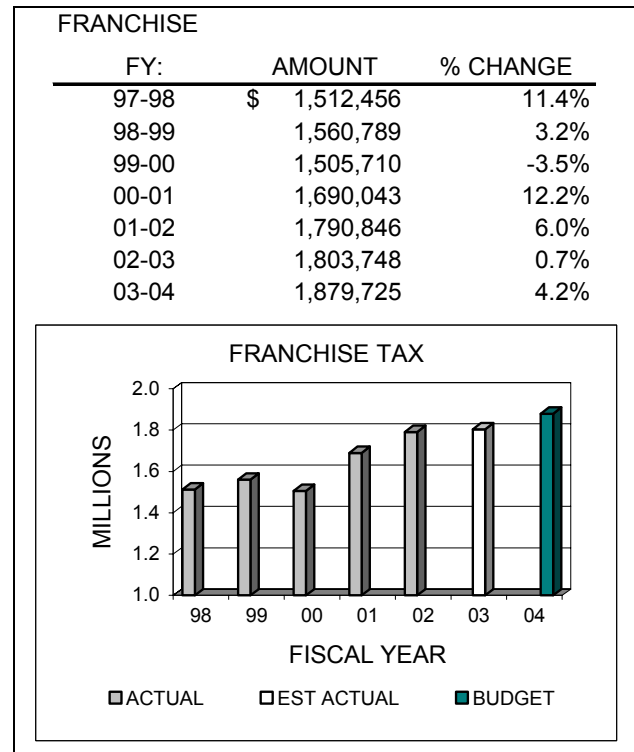 FRANCHISE
FY: AMOUNT % CHANGE
97-98 $ 1,512,456 11.4%
98-99 1,560,789 3.2%
99-00 1,505,710 -3.5%
00-01 1,690,043 12.2%
01-02 1,790,846 6.0%
02-03 1,803,748 0.7%
03-04 1,879,725 4.2%
FRANCHISE TAX
2.0
1.8
1.6
1.4
1.2
1.0
MILLIONS
98 99 00 01 02 03 04
FISCAL YEAR
ACTUAL EST ACTUAL BUDGET